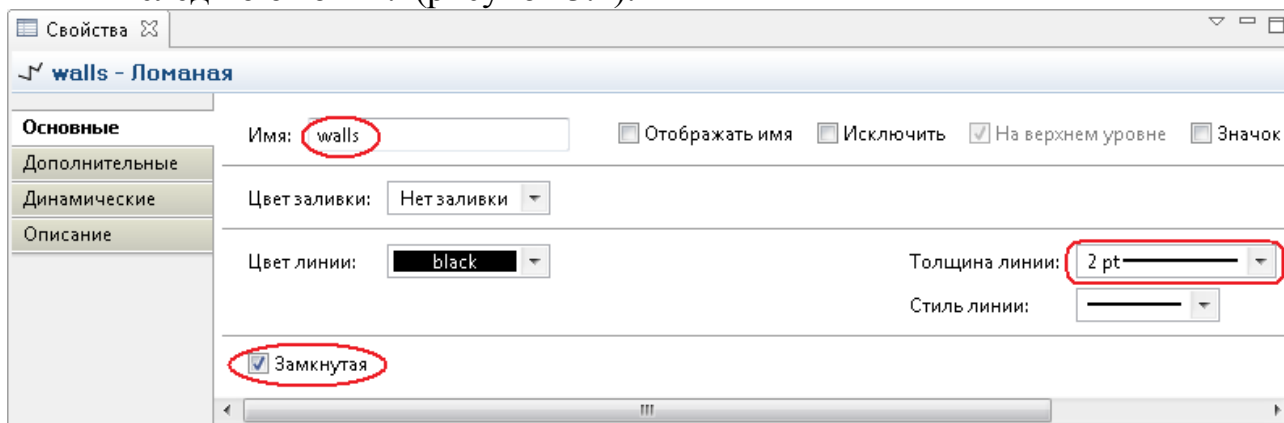 Свойства
walls - Ломаная
Основные
Дополнительные
Динамические
Описание
Имя: walls
Отображать имя
Исключить
На верхнем уровне
Значок
Цвет заливки: Нет заливки
Цвет линии: black
Толщина линии: 2 pt
Стиль линии:
Замкнутая